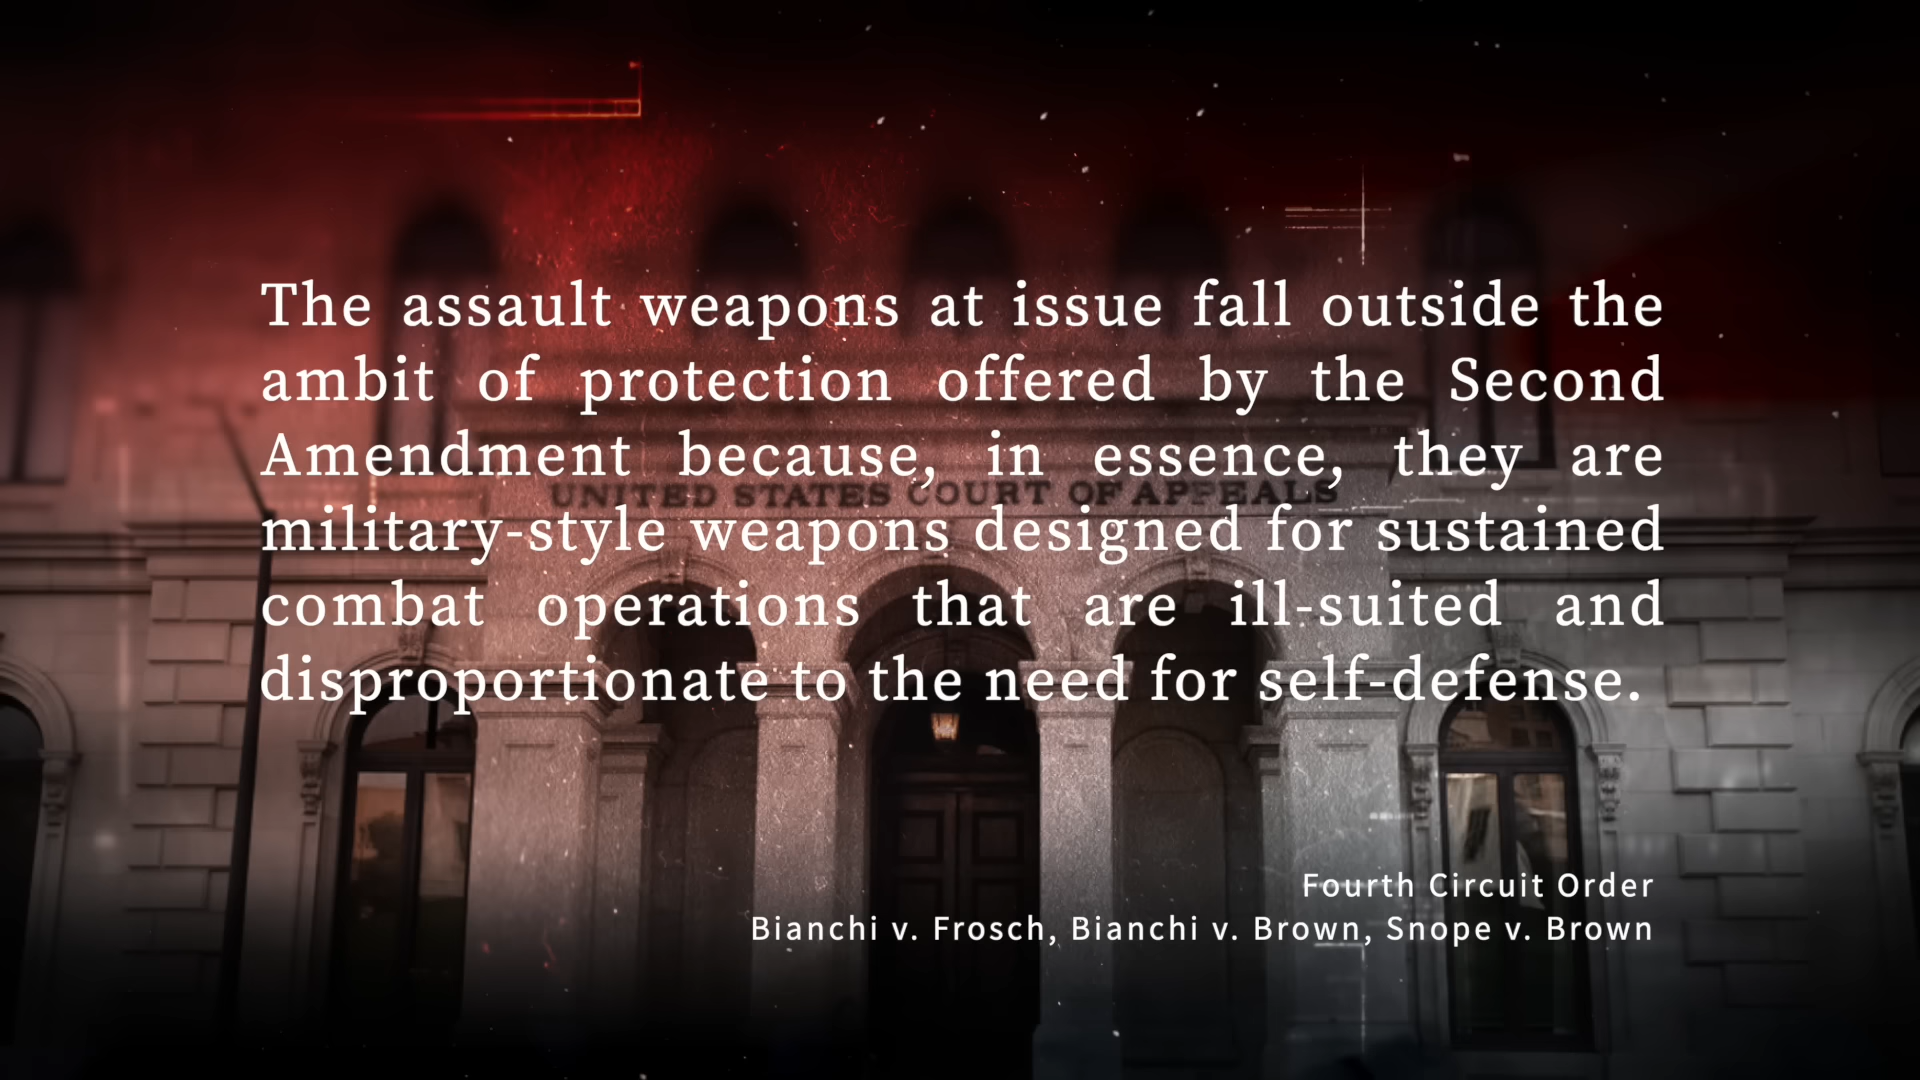 The assault weapons at issue fall outside the
ambit of protection offered by the Second
Amendment because, in essence, they are
UNITED STATES COURT OF APPEALS
military-style weapons designed for sustained
combat operations that are ill-suited and
disproportionate to the need for self-defense.
Fourth Circuit Order
Bianchi v. Frosch, Bianchi v. Brown, Snope v. Brown